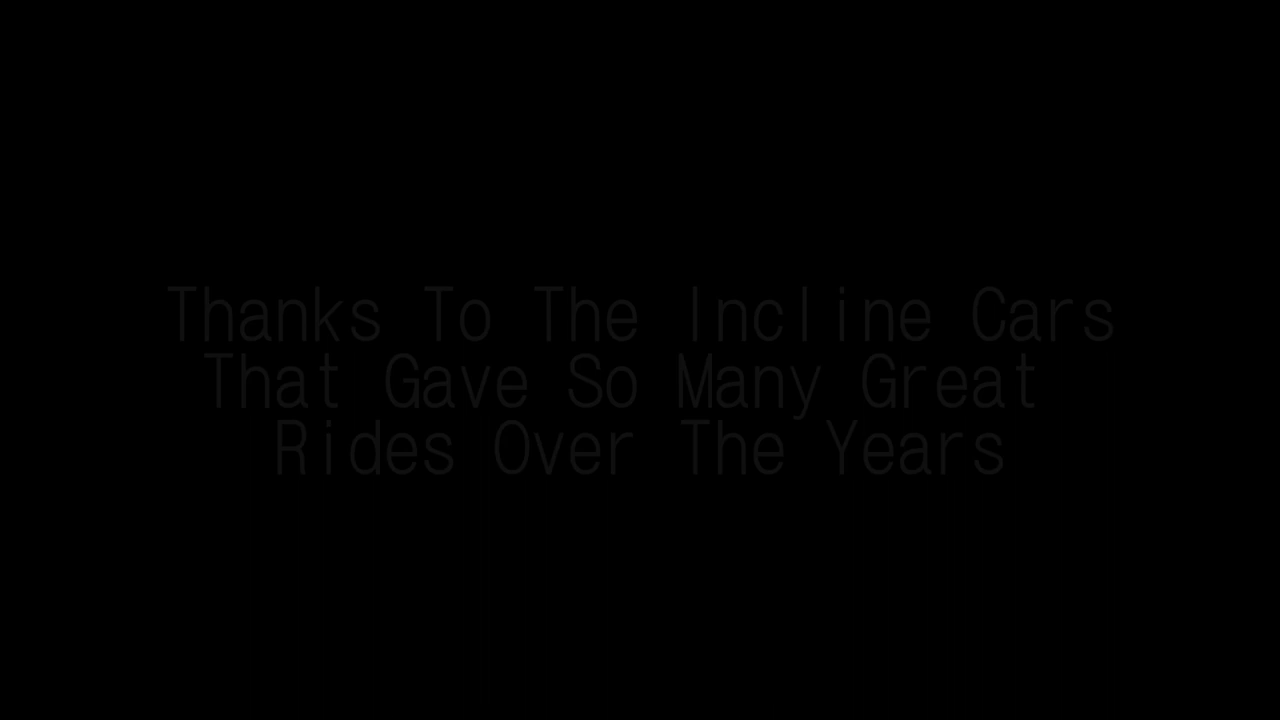 Thanks To The Incline Cars
That Gave So Many Great
Rides Over The Years